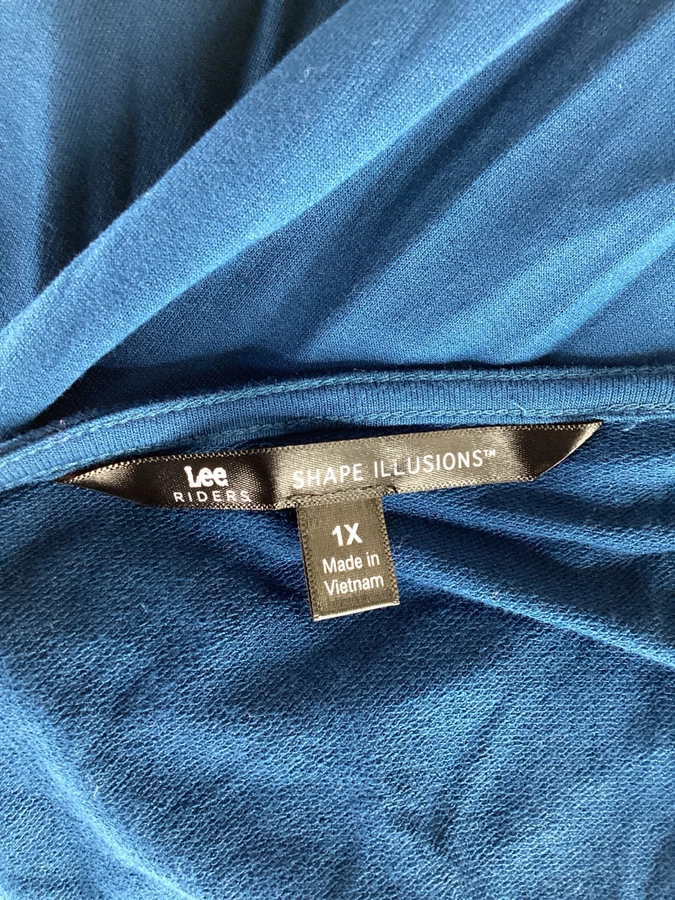 Lee
RIDERS
SHAPE ILLUSIONS™
1X
Made in
Vietnam